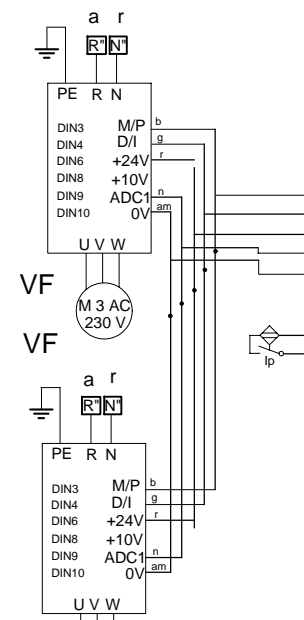 a r
R" N"
PE R N
DIN3 M/P b
DIN4 D/I g
DIN6 +24V r
DIN8 +10V
DIN9 ADC1 n
DIN10 0V am
U V W
VF
M 3 AC
230 V
VF
Ip
a r
R" N"
PE R N
DIN3 M/P b
DIN4 D/I g
DIN6 +24V r
DIN8 +10V
DIN9 ADC1 n
DIN10 0V am
U V W